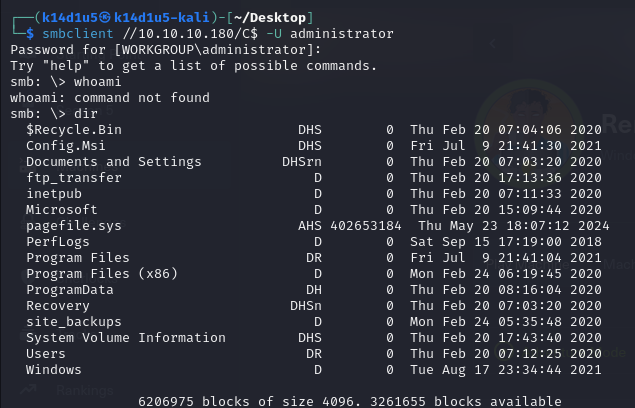 (k14d1u5㉿k14d1u5-kali)-[~/Desktop]
$ smbclient //10.10.10.180/C$ -U administrator
Password for [WORKGROUP\administrator]:
Try "help" to get a list of possible commands.
smb: \> whoami
whoami: command not found
smb: \> dir
$Recycle.Bin DHS 0 Thu Feb 20 07:04:06 2020
Config.Msi DHS 0 Fri Jul 9 21:41:30 2021
Documents and Settings DHSrn 0 Thu Feb 20 07:03:20 2020
ftp_transfer D 0 Thu Feb 20 17:13:36 2020
inetpub D 0 Thu Feb 20 07:11:33 2020
Microsoft D 0 Thu Feb 20 15:09:44 2020
pagefile.sys AHS 402653184 Thu May 23 18:07:12 2024
PerfLogs D 0 Sat Sep 15 17:19:00 2018
Program Files DR 0 Fri Jul 9 21:41:04 2021
Program Files (x86) D 0 Mon Feb 24 06:19:45 2020
ProgramData DH 0 Thu Feb 20 08:16:04 2020
Recovery DHSn 0 Thu Feb 20 07:03:20 2020
site_backups D 0 Mon Feb 24 05:35:48 2020
System Volume Information DHS 0 Thu Feb 20 17:43:40 2020
Users DR 0 Thu Feb 20 07:12:25 2020
Windows D 0 Tue Aug 17 23:34:44 2021
Rankings
6206975 blocks of size 4096. 3261655 blocks available